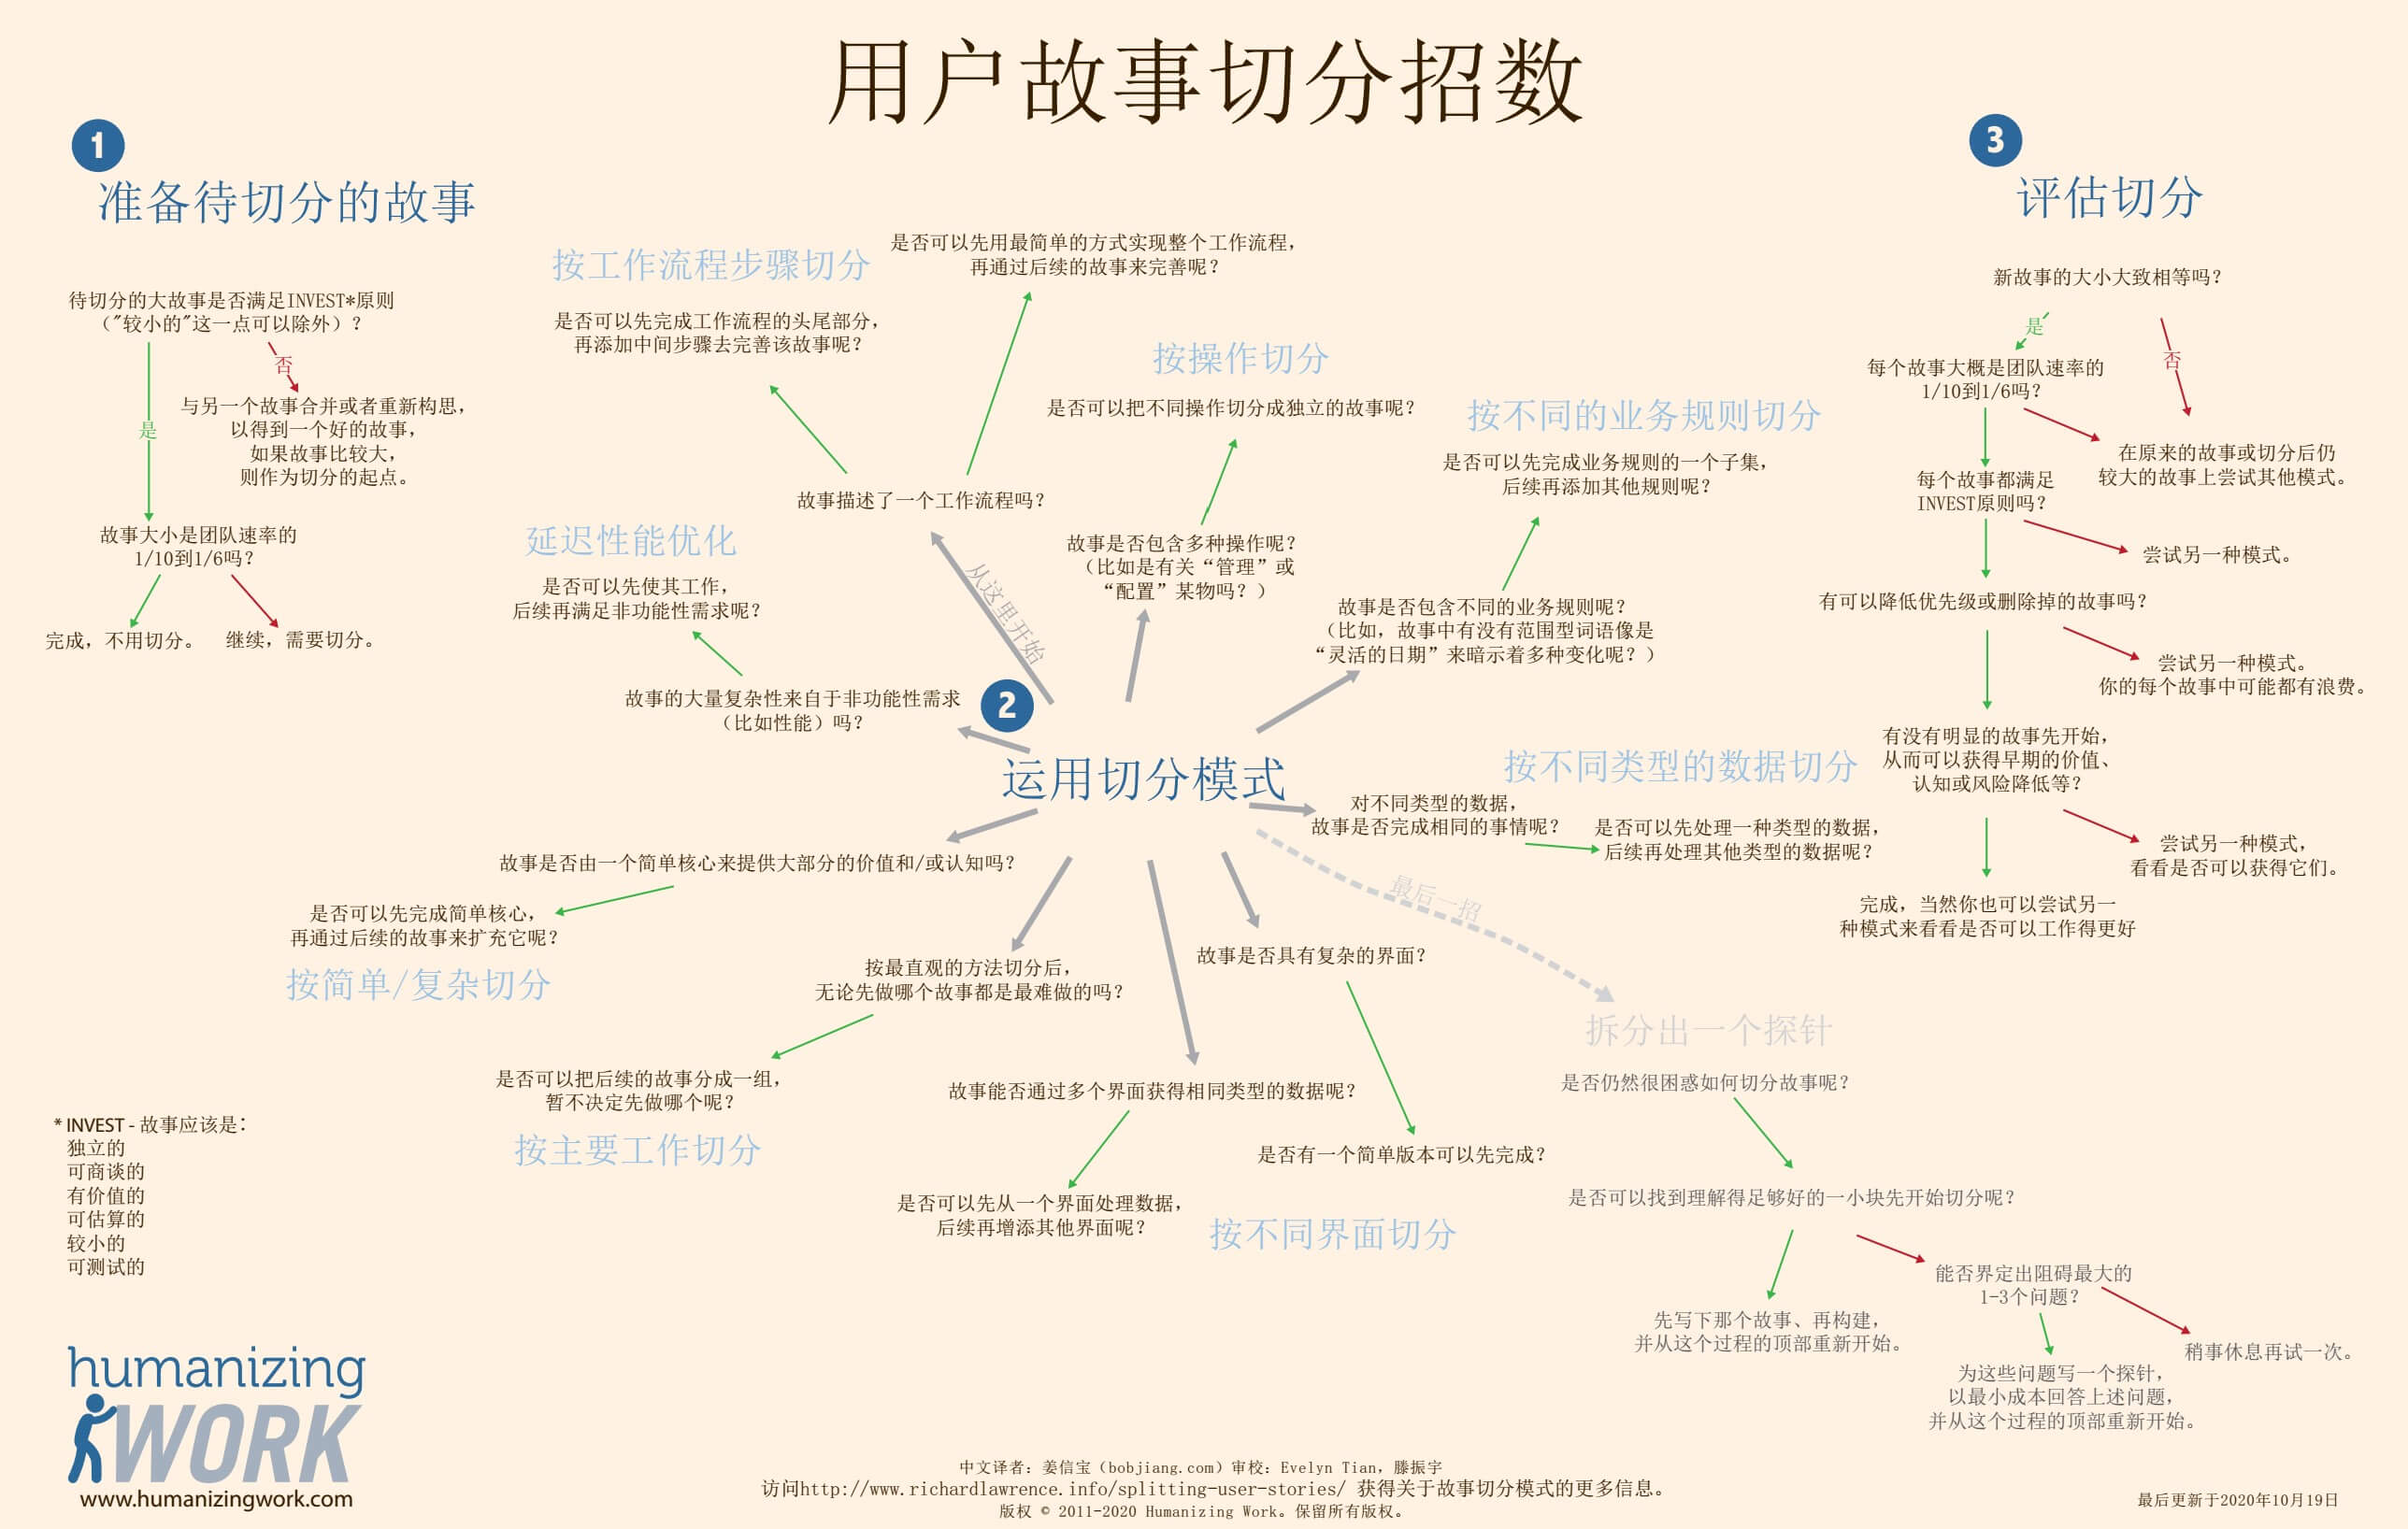 用户故事切分招数
1
准备待切分的故事
待切分的大故事是否满足INVEST*原则
（"较小的"这一点可以除外）？
是
否
与另一个故事合并或者重新构思，
以得到一个好的故事，
如果故事比较大，
则作为切分的起点。
故事大小是团队速率的
1/10到1/6吗？
完成，不用切分。
继续，需要切分。
* INVEST - 故事应该是：
独立的
可商谈的
有价值的
可估算的
较小的
可测试的
2
运用切分模式
从这里开始
故事描述了一个工作流程吗？
按工作流程步骤切分
是否可以先完成工作流程的头尾部分，
再添加中间步骤去完善该故事呢？
是否可以先用最简单的方式实现整个工作流程，
再通过后续的故事来完善呢？
按操作切分
是否可以把不同操作切分成独立的故事呢？
故事是否包含多种操作呢？
（比如是有关“管理”或
“配置”某物吗？）
按不同的业务规则切分
是否可以先完成业务规则的一个子集，
后续再添加其他规则呢？
故事是否包含不同的业务规则呢？
（比如，故事中有没有范围型词语像是
“灵活的日期”来暗示着多种变化呢？）
按不同类型的数据切分
对不同类型的数据，
故事是否完成相同的事情呢？
是否可以先处理一种类型的数据，
后续再处理其他类型的数据呢？
故事是否具有复杂的界面？
是否有一个简单版本可以先完成？
故事能否通过多个界面获得相同类型的数据呢？
是否可以先从一个界面处理数据，
后续再增添其他界面呢？
按不同界面切分
按最直观的方法切分后，
无论先做哪个故事都是最难做的吗？
是否可以把后续的故事分成一组，
暂不决定先做哪个呢？
按主要工作切分
故事是否由一个简单核心来提供大部分的价值和/或认知吗？
是否可以先完成简单核心，
再通过后续的故事来扩充它呢？
按简单/复杂切分
延迟性能优化
是否可以先使其工作，
后续再满足非功能性需求呢？
故事的大量复杂性来自于非功能性需求
（比如性能）吗？
最后一招
拆分出一个探针
是否仍然很困惑如何切分故事呢？
是否可以找到理解得足够好的一小块先开始切分呢？
先写下那个故事、再构建，
并从这个过程的顶部重新开始。
能否界定出阻碍最大的
1-3个问题？
稍事休息再试一次。
为这些问题写一个探针，
以最小成本回答上述问题，
并从这个过程的顶部重新开始。
3
评估切分
新故事的大小大致相等吗？
是
否
每个故事大概是团队速率的
1/10到1/6吗？
在原来的故事或切分后仍
较大的故事上尝试其他模式。
每个故事都满足
INVEST原则吗？
尝试另一种模式。
有可以降低优先级或删除掉的故事吗？
尝试另一种模式。
你的每个故事中可能都有浪费。
有没有明显的故事先开始，
从而可以获得早期的价值、
认知或风险降低等？
尝试另一种模式，
看看是否可以获得它们。
完成，当然你也可以尝试另一
种模式来看看是否可以工作得更好
humanizing
WORK
www.humanizingwork.com
中文译者：姜信宝（bobjiang.com）审校：Evelyn Tian，滕振宇
访问http://www.richardlawrence.info/splitting-user-stories/ 获得关于故事切分模式的更多信息。
版权 © 2011-2020 Humanizing Work。保留所有版权。
最后更新于2020年10月19日